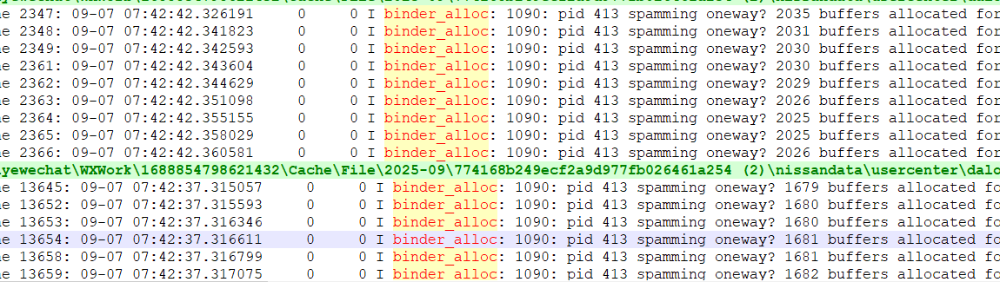 ne 2347: 09-07 07:42:42.326191 0 0 I binder_alloc: 1090: pid 413 spamming oneway? 2035 buffers allocated for
ne 2348: 09-07 07:42:42.341823 0 0 I binder_alloc: 1090: pid 413 spamming oneway? 2031 buffers allocated for
ne 2349: 09-07 07:42:42.342593 0 0 I binder_alloc: 1090: pid 413 spamming oneway? 2030 buffers allocated for
ne 2361: 09-07 07:42:42.343604 0 0 I binder_alloc: 1090: pid 413 spamming oneway? 2030 buffers allocated for
ne 2362: 09-07 07:42:42.344629 0 0 I binder_alloc: 1090: pid 413 spamming oneway? 2029 buffers allocated for
ne 2363: 09-07 07:42:42.351098 0 0 I binder_alloc: 1090: pid 413 spamming oneway? 2026 buffers allocated for
ne 2364: 09-07 07:42:42.355155 0 0 I binder_alloc: 1090: pid 413 spamming oneway? 2025 buffers allocated for
ne 2365: 09-07 07:42:42.358029 0 0 I binder_alloc: 1090: pid 413 spamming oneway? 2025 buffers allocated for
ne 2366: 09-07 07:42:42.360581 0 0 I binder_alloc: 1090: pid 413 spamming oneway? 2026 buffers allocated for
yewechat\WXWork\1688854798621432\Cache\File\2025-09\774168b249ecf2a9d977fb026461a254 (2)\nissandata\usercenter\dalo
ne 13645: 09-07 07:42:37.315057 0 0 I binder_alloc: 1090: pid 413 spamming oneway? 1679 buffers allocated fo
ne 13652: 09-07 07:42:37.315593 0 0 I binder_alloc: 1090: pid 413 spamming oneway? 1680 buffers allocated fo
ne 13653: 09-07 07:42:37.316346 0 0 I binder_alloc: 1090: pid 413 spamming oneway? 1680 buffers allocated fo
ne 13654: 09-07 07:42:37.316611 0 0 I binder_alloc: 1090: pid 413 spamming oneway? 1681 buffers allocated fo
ne 13658: 09-07 07:42:37.316799 0 0 I binder_alloc: 1090: pid 413 spamming oneway? 1681 buffers allocated fo
ne 13659: 09-07 07:42:37.317075 0 0 I binder_alloc: 1090: pid 413 spamming oneway? 1682 buffers allocated fo